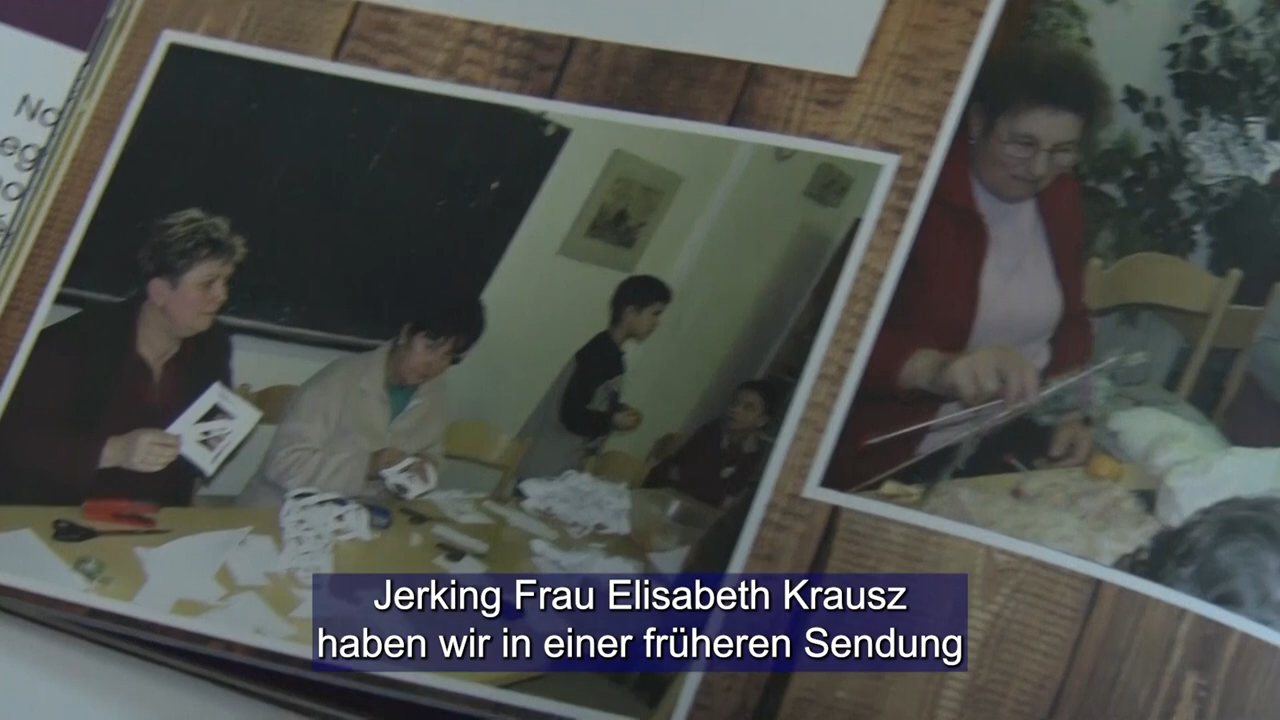 Jerking Frau Elisabeth Krausz
haben wir in einer früheren Sendung